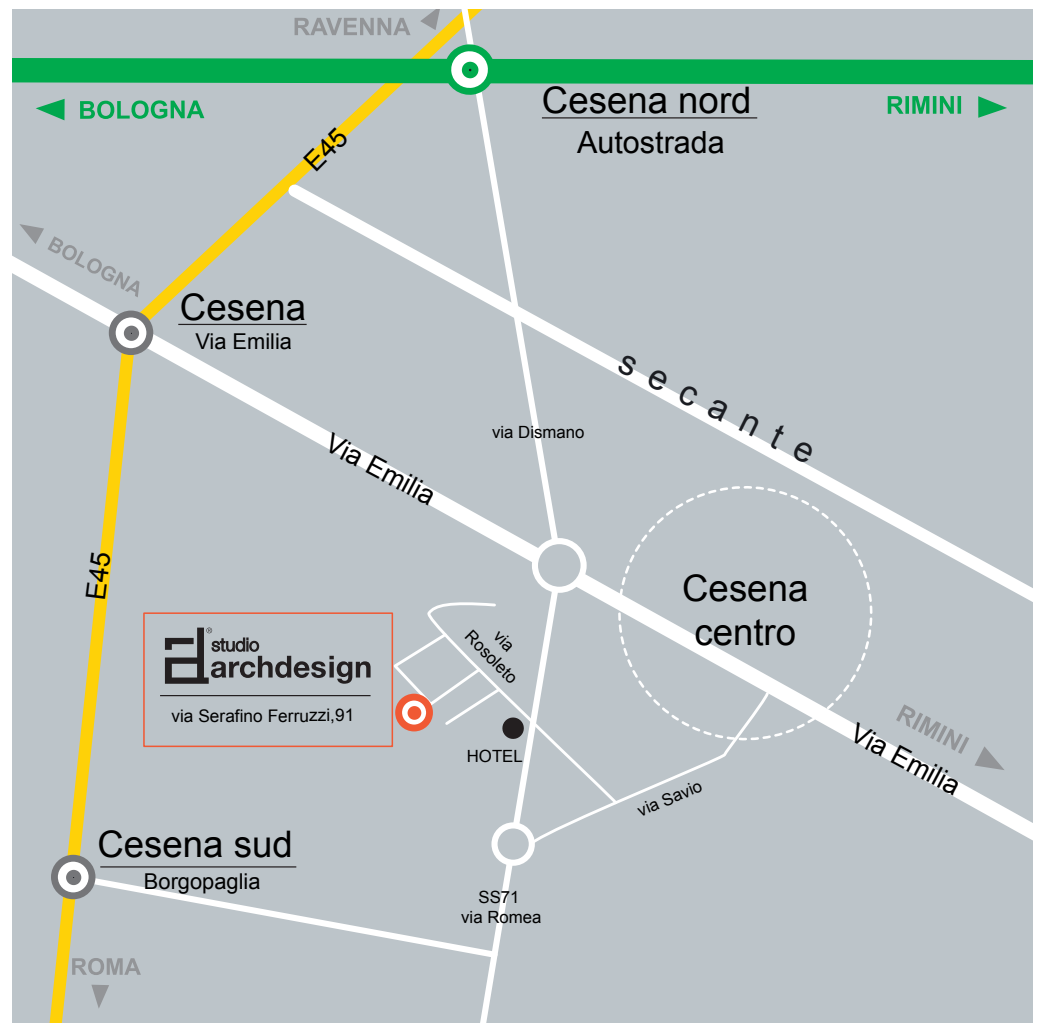 RAVENNA
BOLOGNA
Cesena nord
RIMINI
Autostrada
E45
BOLOGNA
Cesena
Via Emilia
secante
via Dismano
Via Emilia
E45
Cesena
centro
studio
archdesign
®
via Serafino Ferruzzi,91
via
Rosoleto
HOTEL
RIMINI
Via Emilia
via Savio
Cesena sud
Borgopaglia
SS71
via Romea
ROMA